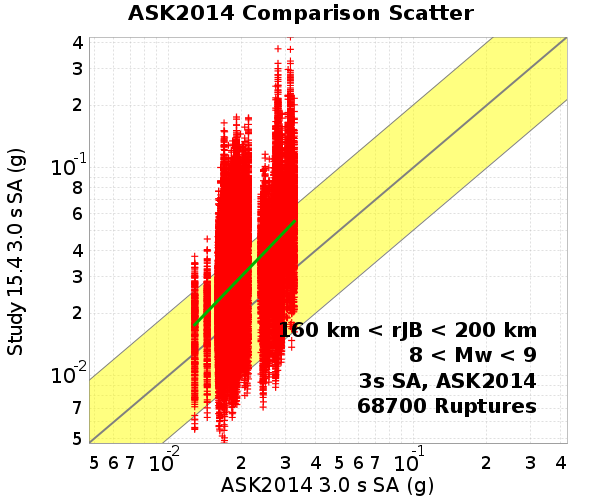 ASK2014 Comparison Scatter
Study 15.4 3.0 s SA (g)
4
3
2
10-1
8
6
4
3
2
10-2
7
5
160 km < rJB < 200 km
8 < Mw < 9
3s SA, ASK2014
68700 Ruptures
5 6 7 10-2 2 3 4 5 6 7 10-1 2 3 4
ASK2014 3.0 s SA (g)